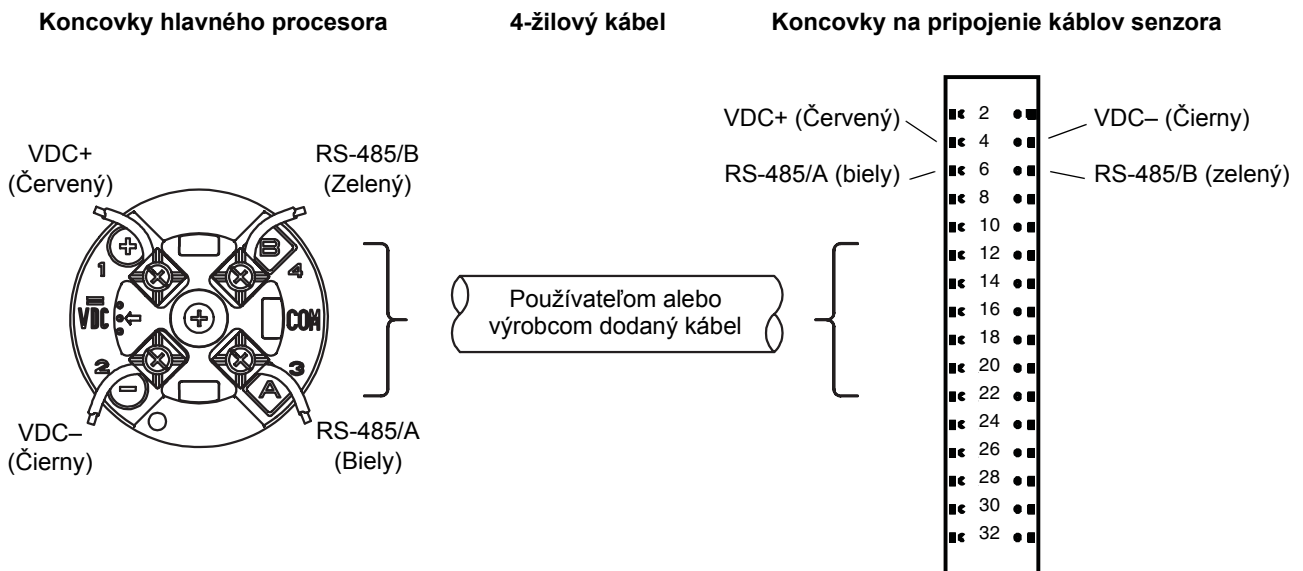 Koncovky hlavného procesora
4-žilový kábel
Koncovky na pripojenie káblov senzora
VDC+
(Červený)
RS-485/B
(Zelený)
+
B
1
4
VDC
COM
+
2
3
–
A
VDC–
(Čierny)
RS-485/A
(Biely)
Používateľom alebo
výrobcom dodaný kábel
VDC+ (Červený)
RS-485/A (biely)
VDC– (Čierny)
RS-485/B (zelený)
2
4
6
8
10
12
14
16
18
20
22
24
26
28
30
32